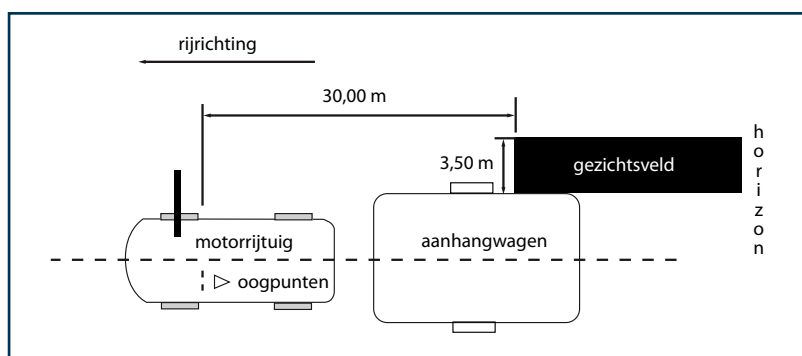 rijrichting
30,00 m
3,50 m
gezichtsveld
horizon
motorrijtuig
aanhangwagen
oogpunten